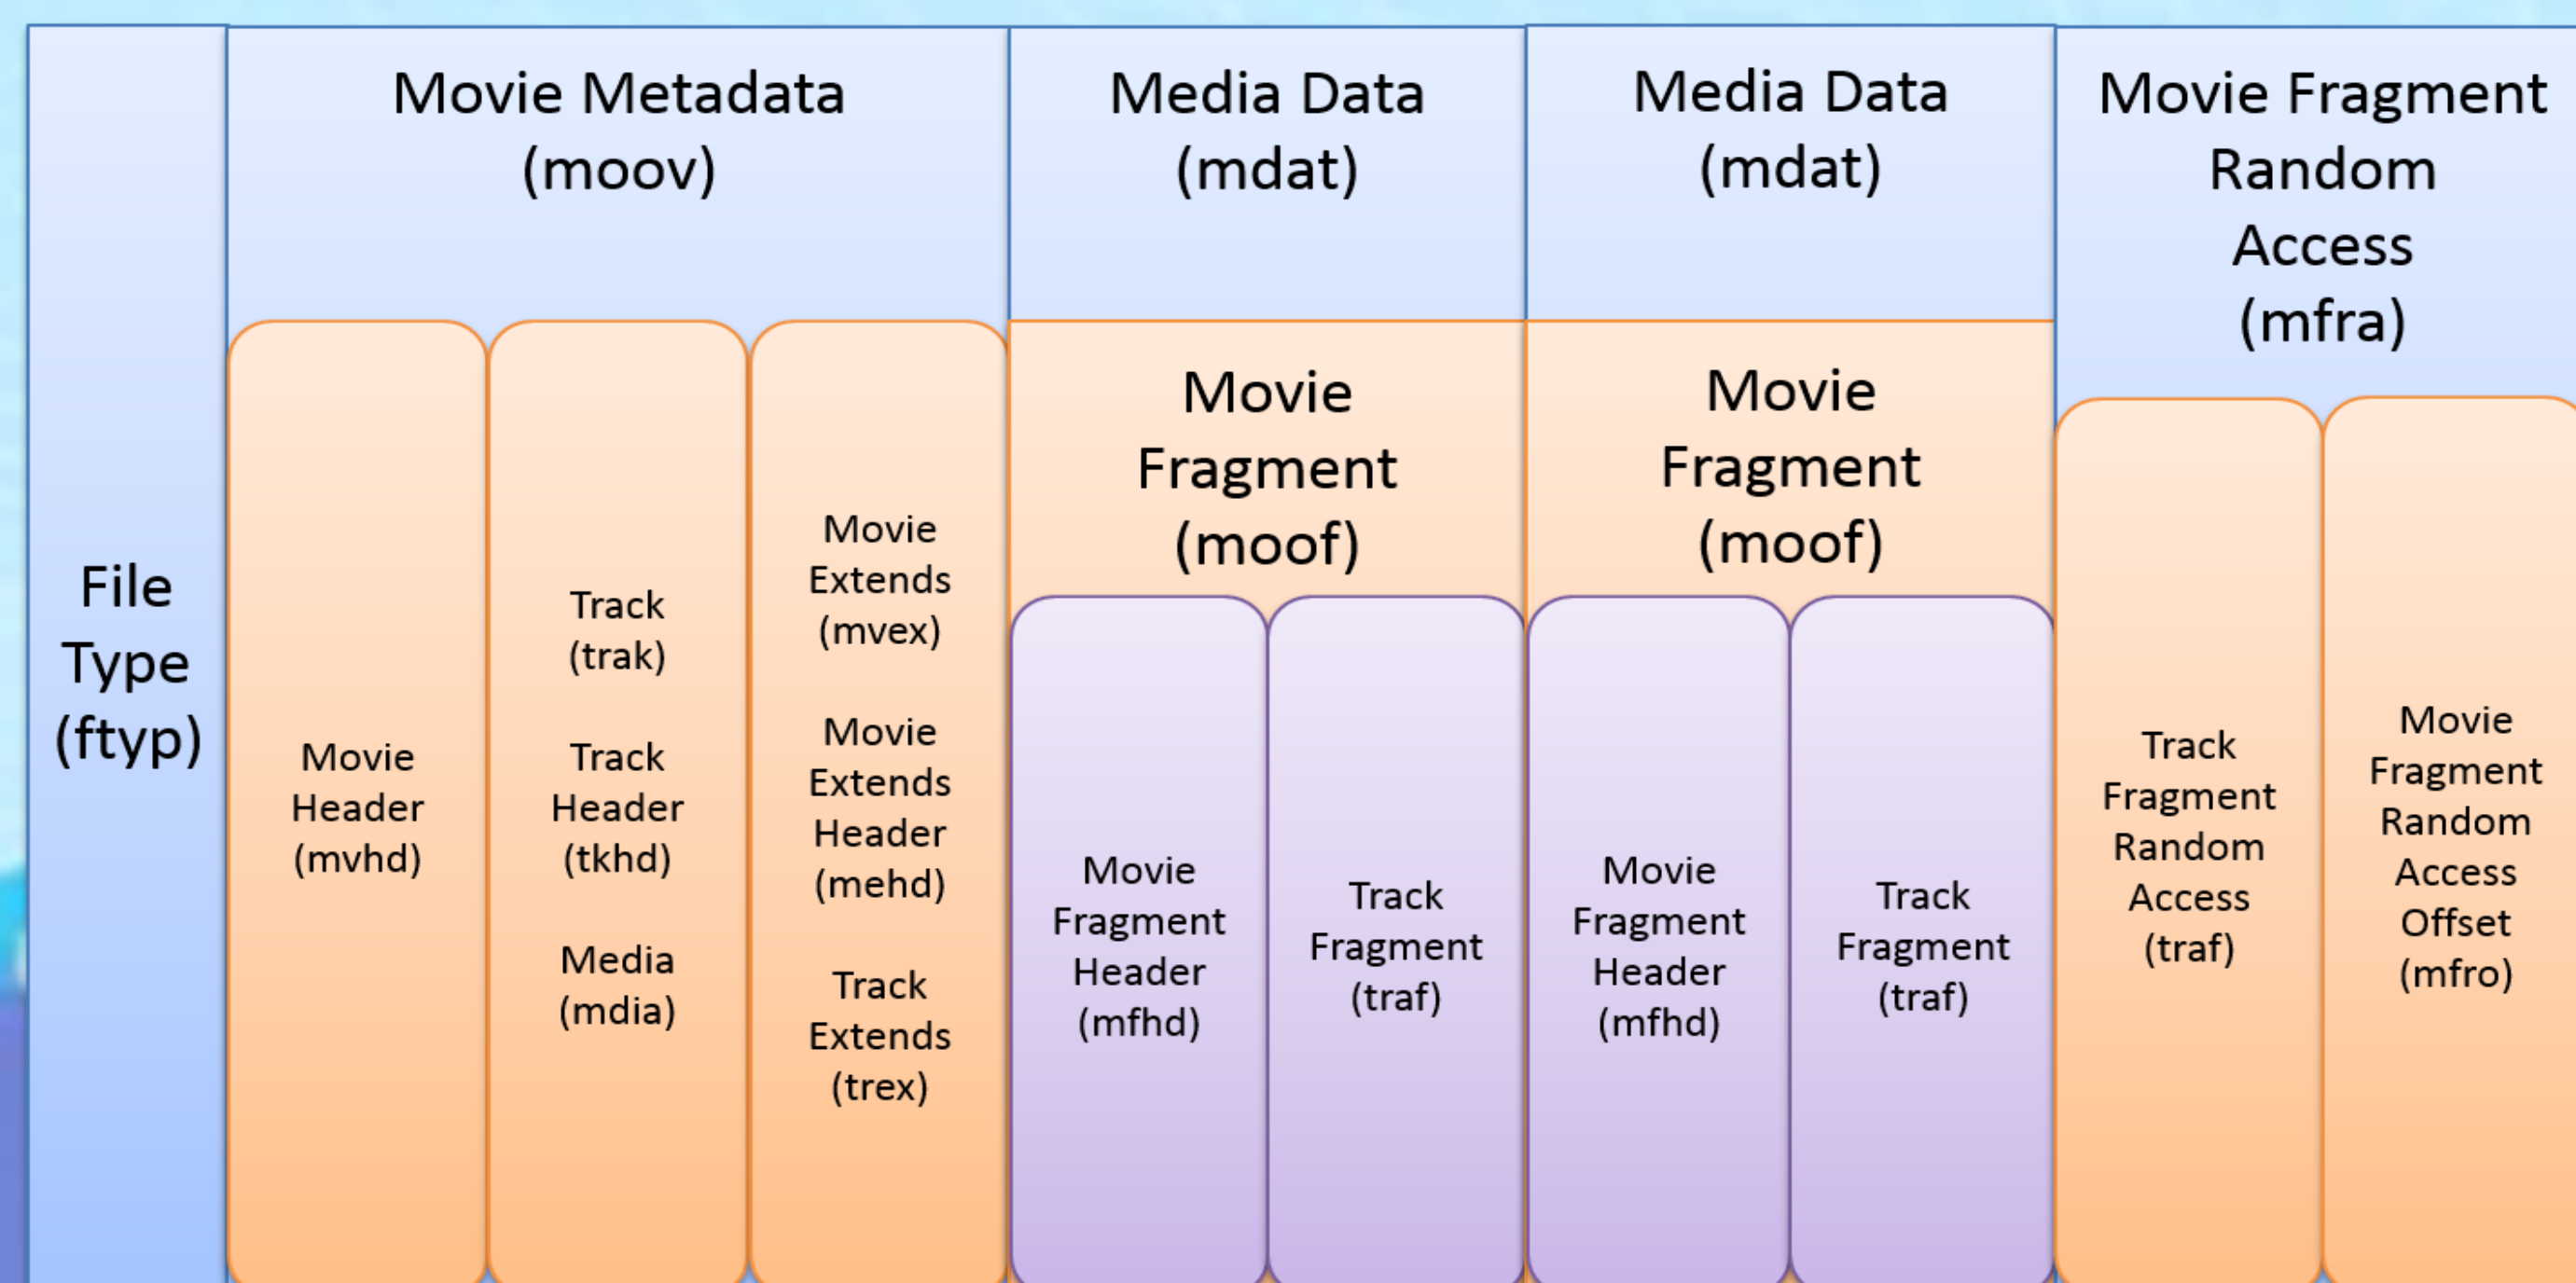 File
Type
(ftyp)
Movie Metadata
(moov)
Movie
Header
(mvhd)
Track
(trak)
Track
Header
(tkhd)
Media
(mdia)
Movie
Extends
(mvex)
Movie
Extends
Header
(mehd)
Track
Extends
(trex)
Media Data
(mdat)
Movie
Fragment
(moof)
Movie
Fragment
Header
(mfhd)
Track
Fragment
(traf)
Media Data
(mdat)
Movie
Fragment
(moof)
Movie
Fragment
Header
(mfhd)
Track
Fragment
(traf)
Movie Fragment
Random
Access
(mfra)
Track
Fragment
Random
Access
(traf)
Movie
Fragment
Random
Access
Offset
(mfro)